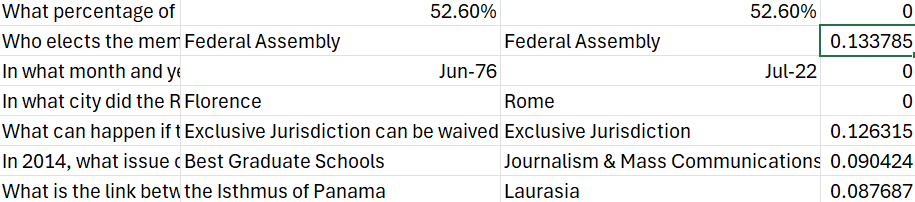 What percentage of 52.60% 52.60% 0
Who elects the mem Federal Assembly Federal Assembly 0.133785
In what month and ye Jun-76 Jul-22 0
In what city did the R Florence Rome 0
What can happen if t Exclusive Jurisdiction can be waived Exclusive Jurisdiction 0.126315
In 2014, what issue o Best Graduate Schools Journalism & Mass Communications 0.090424
What is the link betw the Isthmus of Panama Laurasia 0.087687